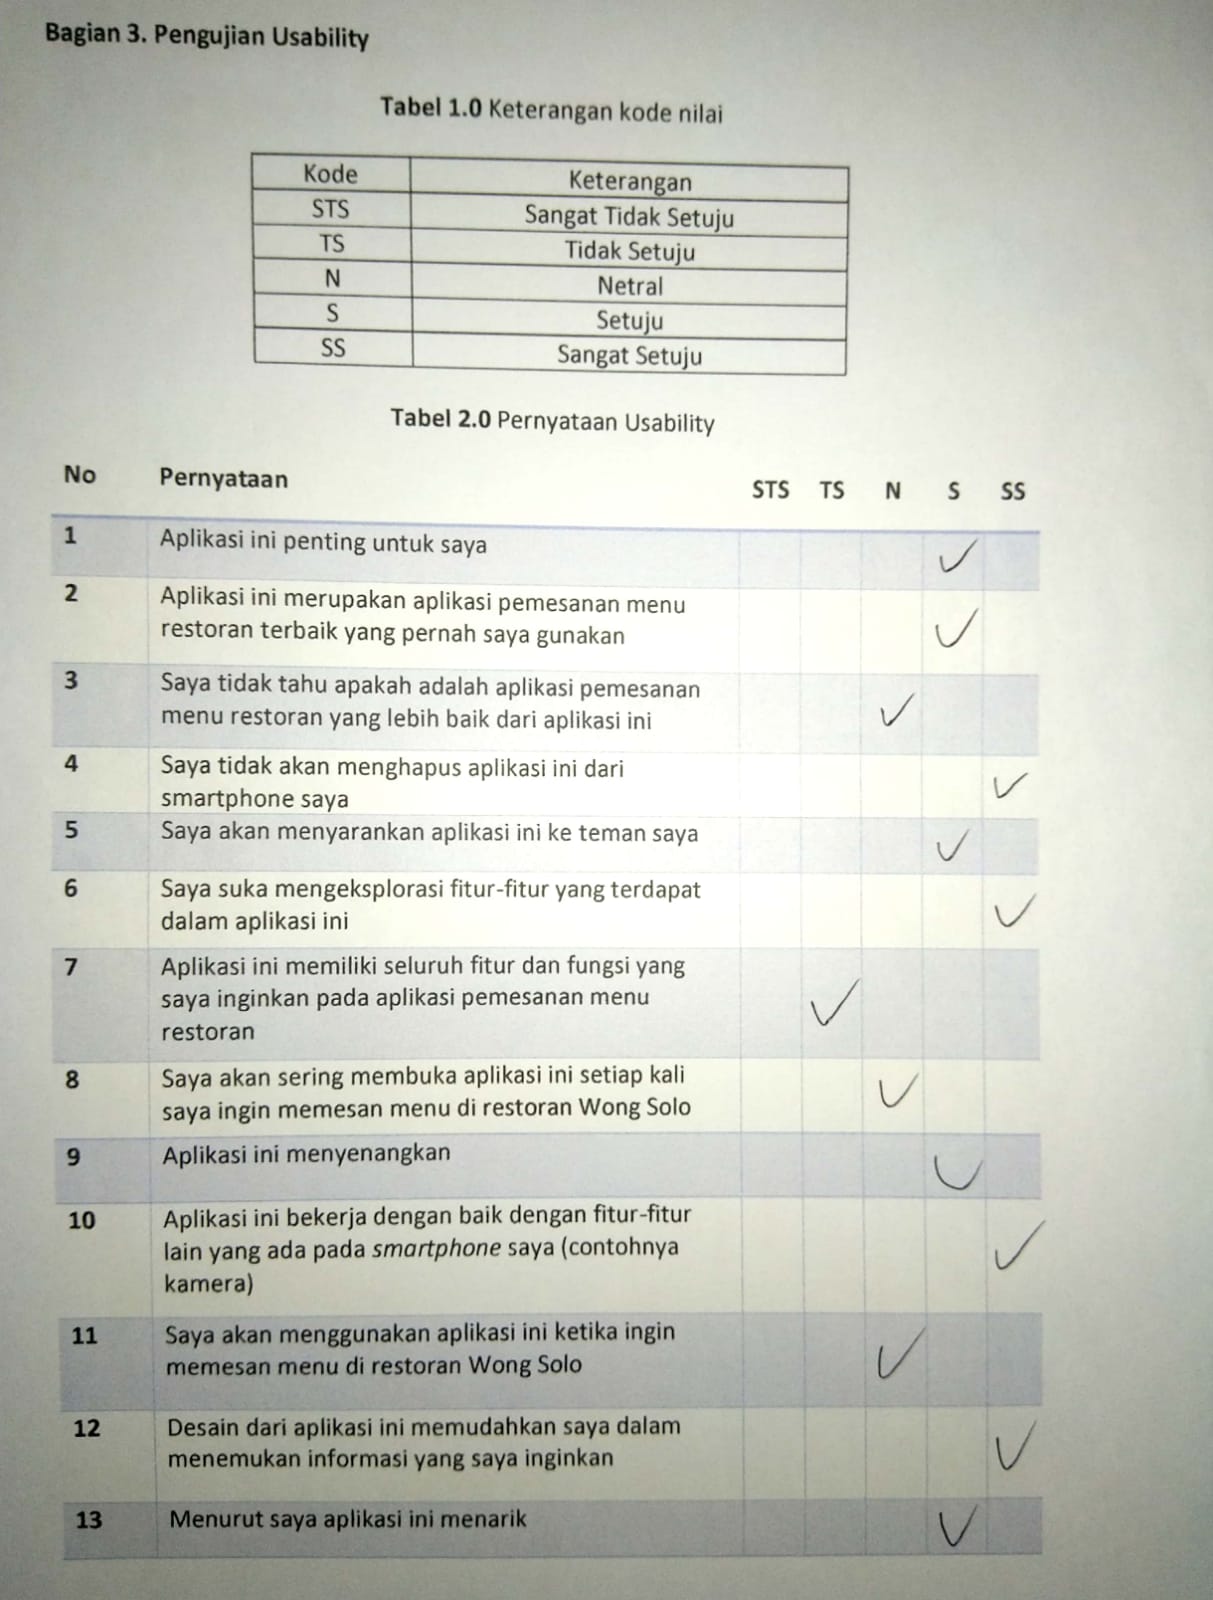 Bagian 3. Pengujian Usability
Tabel 1.0 Keterangan kode nilai
Kode Keterangan
STS Sangat Tidak Setuju
TS Tidak Setuju
N Netral
S Setuju
SS Sangat Setuju
Tabel 2.0 Pernyataan Usability
No Pernyataan STS TS N S SS
1 Aplikasi ini penting untuk saya ✓
2 Aplikasi ini merupakan aplikasi pemesanan menu
restoran terbaik yang pernah saya gunakan ✓
3 Saya tidak tahu apakah adalah aplikasi pemesanan
menu restoran yang lebih baik dari aplikasi ini ✓
4 Saya tidak akan menghapus aplikasi ini dari
smartphone saya ✓
5 Saya akan menyarankan aplikasi ini ke teman saya ✓
6 Saya suka mengeksplorasi fitur-fitur yang terdapat
dalam aplikasi ini ✓
7 Aplikasi ini memiliki seluruh fitur dan fungsi yang
saya inginkan pada aplikasi pemesanan menu ✓
restoran
8 Saya akan sering membuka aplikasi ini setiap kali
saya ingin memesan menu di restoran Wong Solo ✓
9 Aplikasi ini menyenangkan ✓
10 Aplikasi ini bekerja dengan baik dengan fitur-fitur
lain yang ada pada smartphone saya (contohnya ✓
kamera)
11 Saya akan menggunakan aplikasi ini ketika ingin
memesan menu di restoran Wong Solo ✓
12 Desain dari aplikasi ini memudahkan saya dalam
menemukan informasi yang saya inginkan ✓
13 Menurut saya aplikasi ini menarik ✓